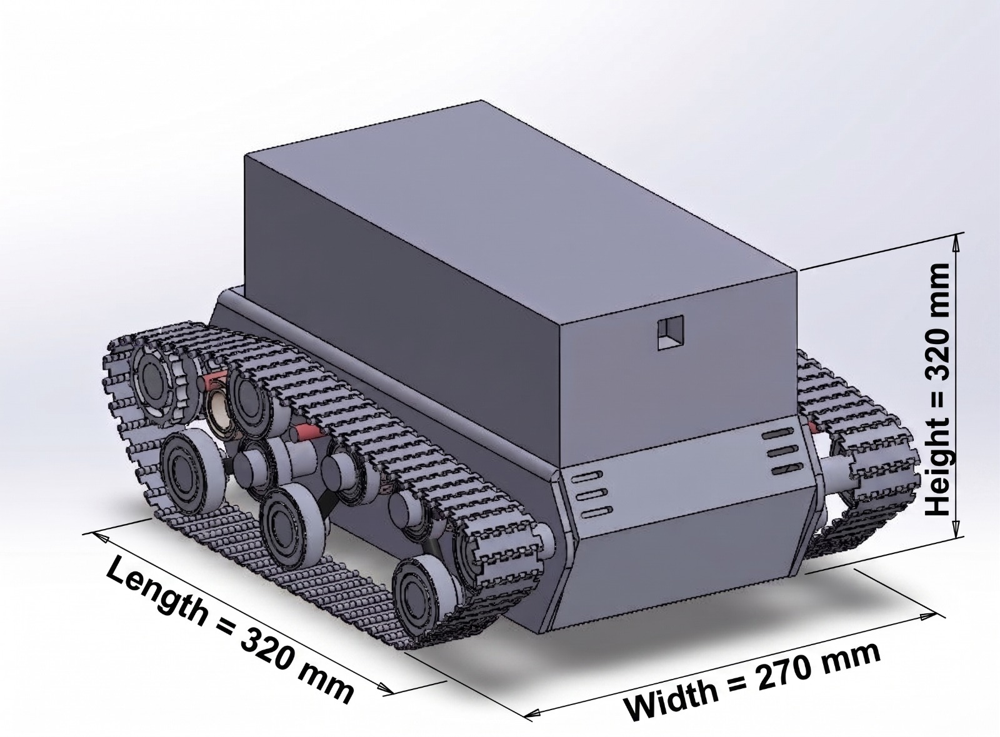 Height = 320 mm
Length = 320 mm
Width = 270 mm